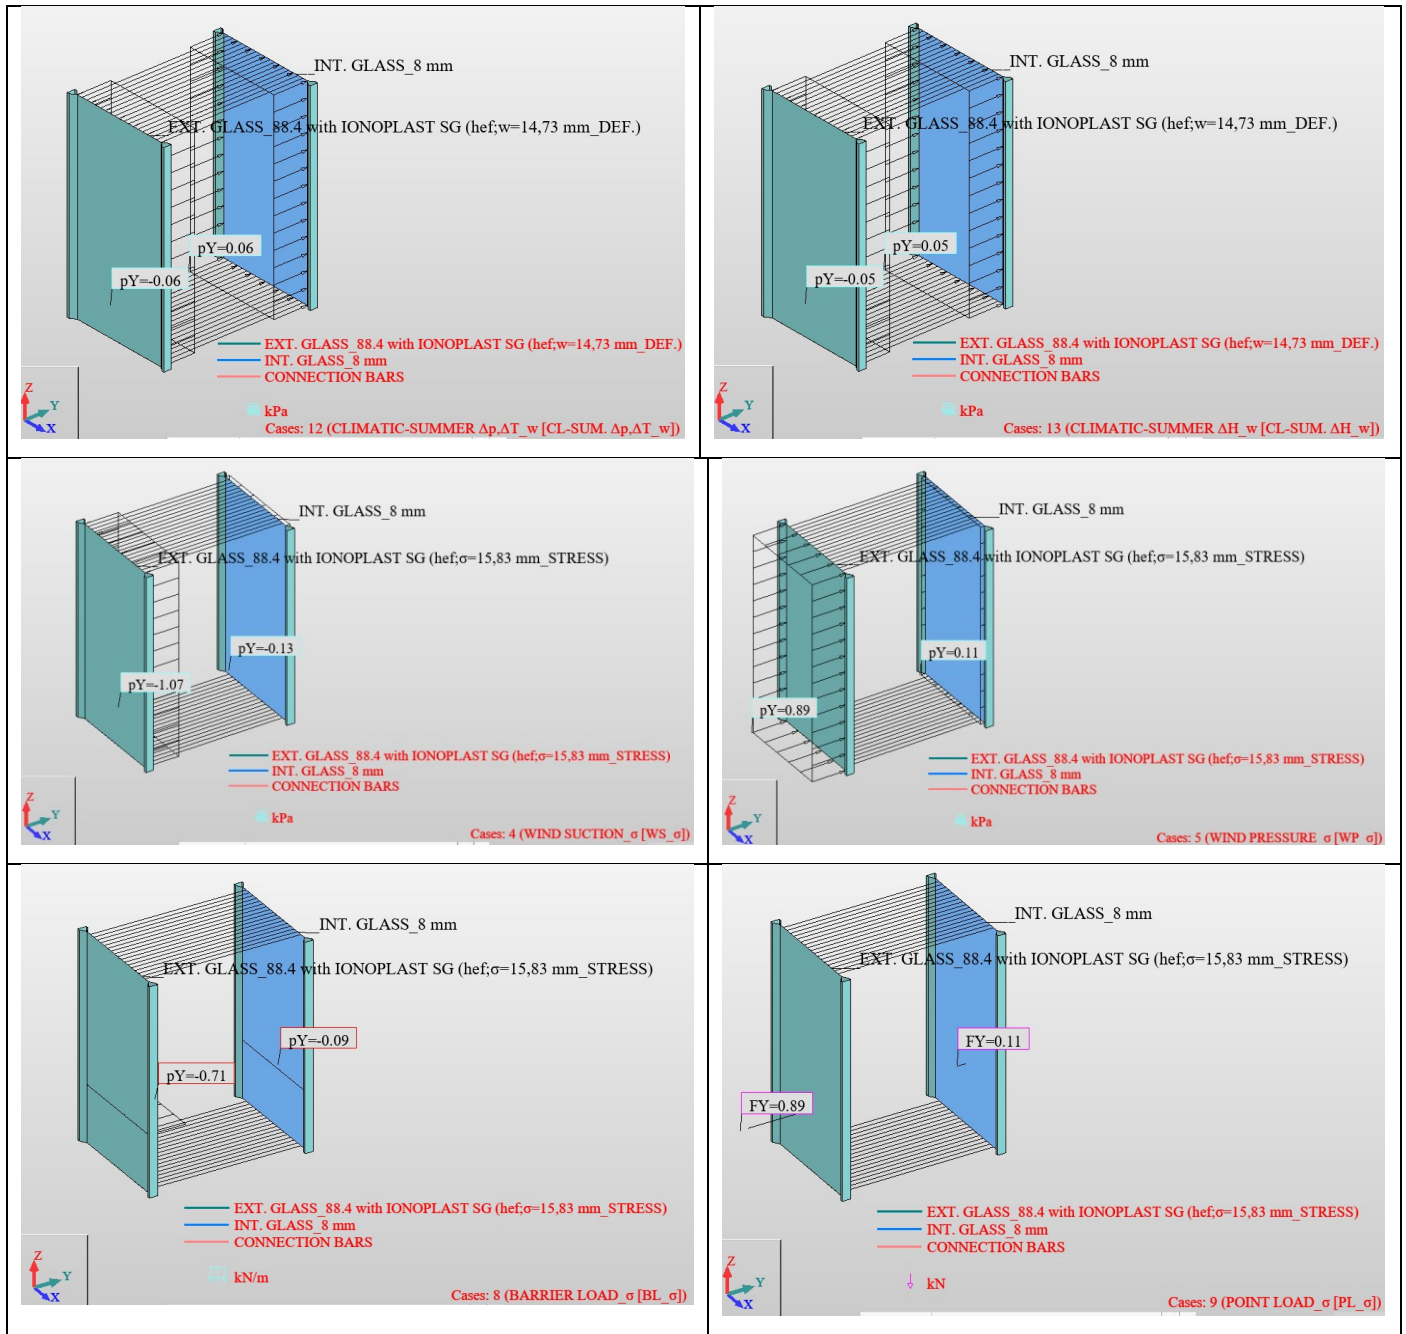 INT. GLASS_8 mm
EXT. GLASS_88.4 with IONOPLAST SG (hef;w=14,73 mm_DEF.)
pY=0.06
pY=-0.06
EXT. GLASS_88.4 with IONOPLAST SG (hef;w=14,73 mm_DEF.)
INT. GLASS_8 mm
CONNECTION BARS
Z
Y
X
kPa
Cases: 12 (CLIMATIC-SUMMER Δp,ΔT_w [CL-SUM. Δp,ΔT_w])
INT. GLASS_8 mm
EXT. GLASS_88.4 with IONOPLAST SG (hef;w=14,73 mm_DEF.)
pY=0.05
pY=-0.05
EXT. GLASS_88.4 with IONOPLAST SG (hef;w=14,73 mm_DEF.)
INT. GLASS_8 mm
CONNECTION BARS
Z
Y
X
kPa
Cases: 13 (CLIMATIC-SUMMER ΔH_w [CL-SUM. ΔH_w])
INT. GLASS_8 mm
EXT. GLASS_88.4 with IONOPLAST SG (hef;σ=15,83 mm_STRESS)
pY=-0.13
pY=-1.07
EXT. GLASS_88.4 with IONOPLAST SG (hef;σ=15,83 mm_STRESS)
INT. GLASS_8 mm
CONNECTION BARS
Z
Y
X
kPa
Cases: 4 (WIND SUCTION_σ [WS_σ])
INT. GLASS_8 mm
EXT. GLASS_88.4 with IONOPLAST SG (hef;σ=15,83 mm_STRESS)
pY=0.11
pY=0.89
EXT. GLASS_88.4 with IONOPLAST SG (hef;σ=15,83 mm_STRESS)
INT. GLASS_8 mm
CONNECTION BARS
Z
Y
X
kPa
Cases: 5 (WIND PRESSURE_σ [WP_σ])
INT. GLASS_8 mm
EXT. GLASS_88.4 with IONOPLAST SG (hef;σ=15,83 mm_STRESS)
pY=-0.09
pY=-0.71
EXT. GLASS_88.4 with IONOPLAST SG (hef;σ=15,83 mm_STRESS)
INT. GLASS_8 mm
CONNECTION BARS
Z
Y
X
kN/m
Cases: 8 (BARRIER LOAD_σ [BL_σ])
INT. GLASS_8 mm
EXT. GLASS_88.4 with IONOPLAST SG (hef;σ=15,83 mm_STRESS)
FY=0.11
FY=0.89
EXT. GLASS_88.4 with IONOPLAST SG (hef;σ=15,83 mm_STRESS)
INT. GLASS_8 mm
CONNECTION BARS
Z
Y
X
kN
Cases: 9 (POINT LOAD_σ [PL_σ])